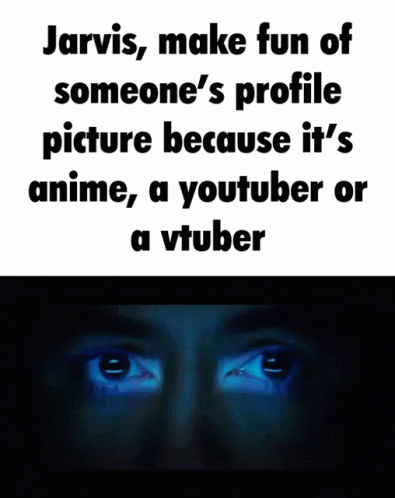 Jarvis, make fun of
someone's profile
picture because it's
anime, a youtuber or
a vtuber